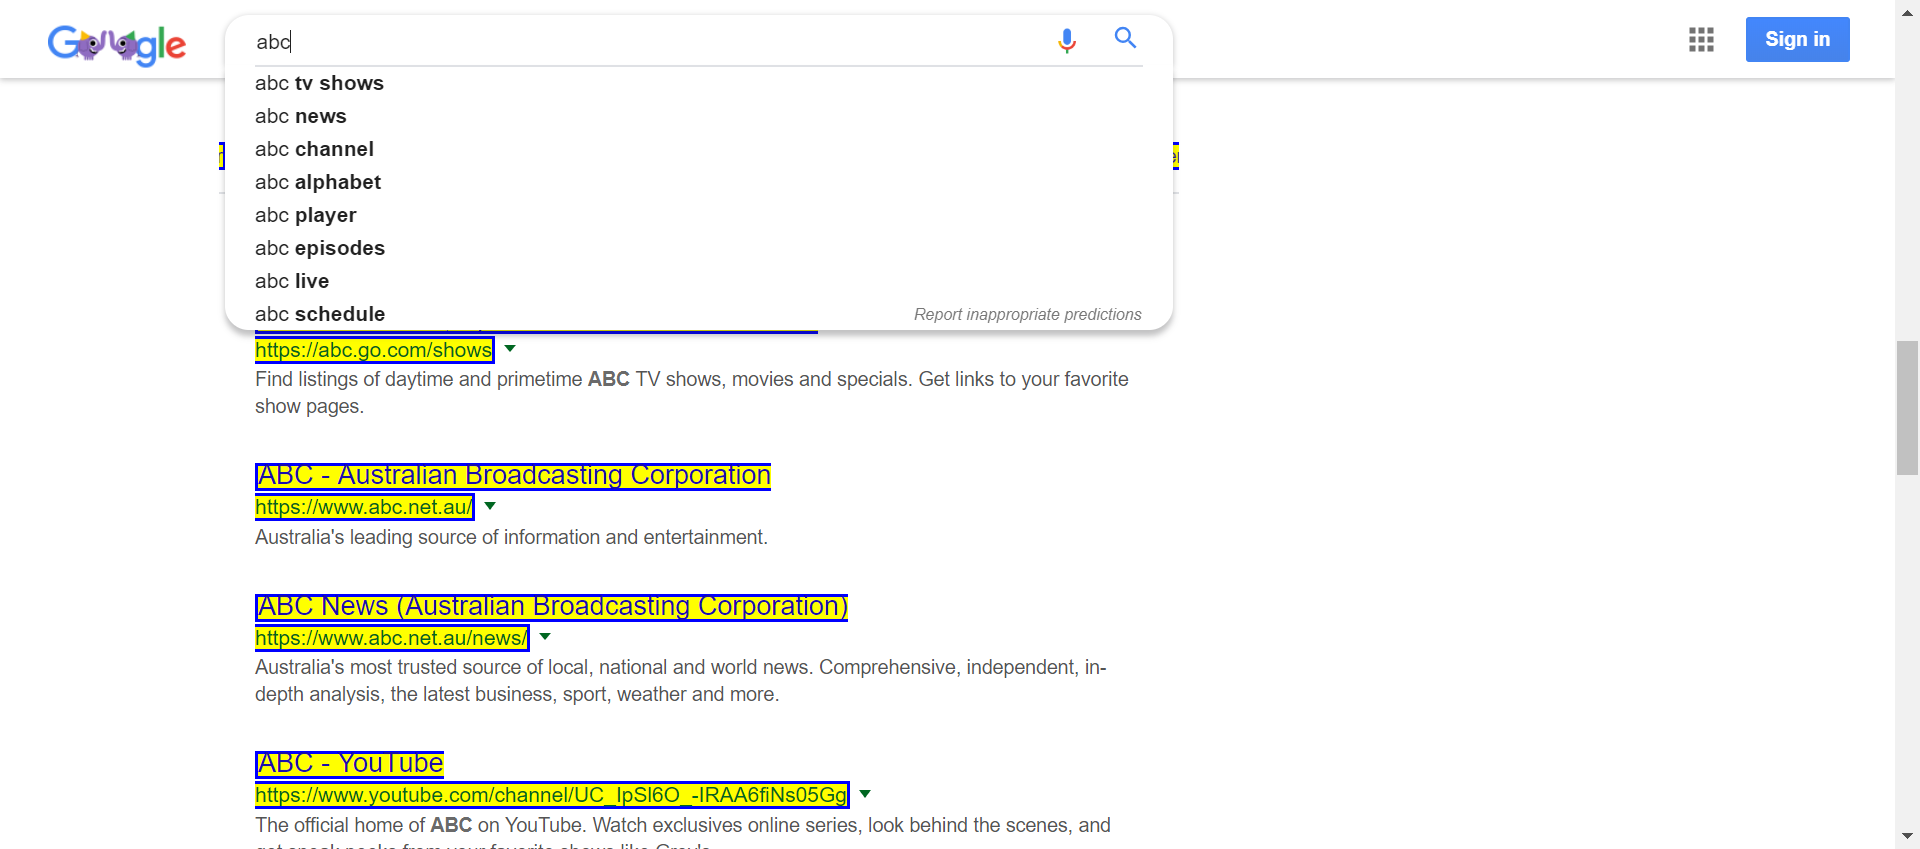 Google
abc
Sign in
abc tv shows
abc news
abc channel
abc alphabet
abc player
abc episodes
abc live
abc schedule
Report inappropriate predictions
https://abc.go.com/shows
Find listings of daytime and primetime ABC TV shows, movies and specials. Get links to your favorite
show pages.
ABC - Australian Broadcasting Corporation
https://www.abc.net.au/
Australia's leading source of information and entertainment.
ABC News (Australian Broadcasting Corporation)
https://www.abc.net.au/news/
Australia's most trusted source of local, national and world news. Comprehensive, independent, in-
depth analysis, the latest business, sport, weather and more.
ABC - YouTube
https://www.youtube.com/channel/UC_IpSl6O_-IRAA6fiNs05Gg
The official home of ABC on YouTube. Watch exclusives online series, look behind the scenes, and